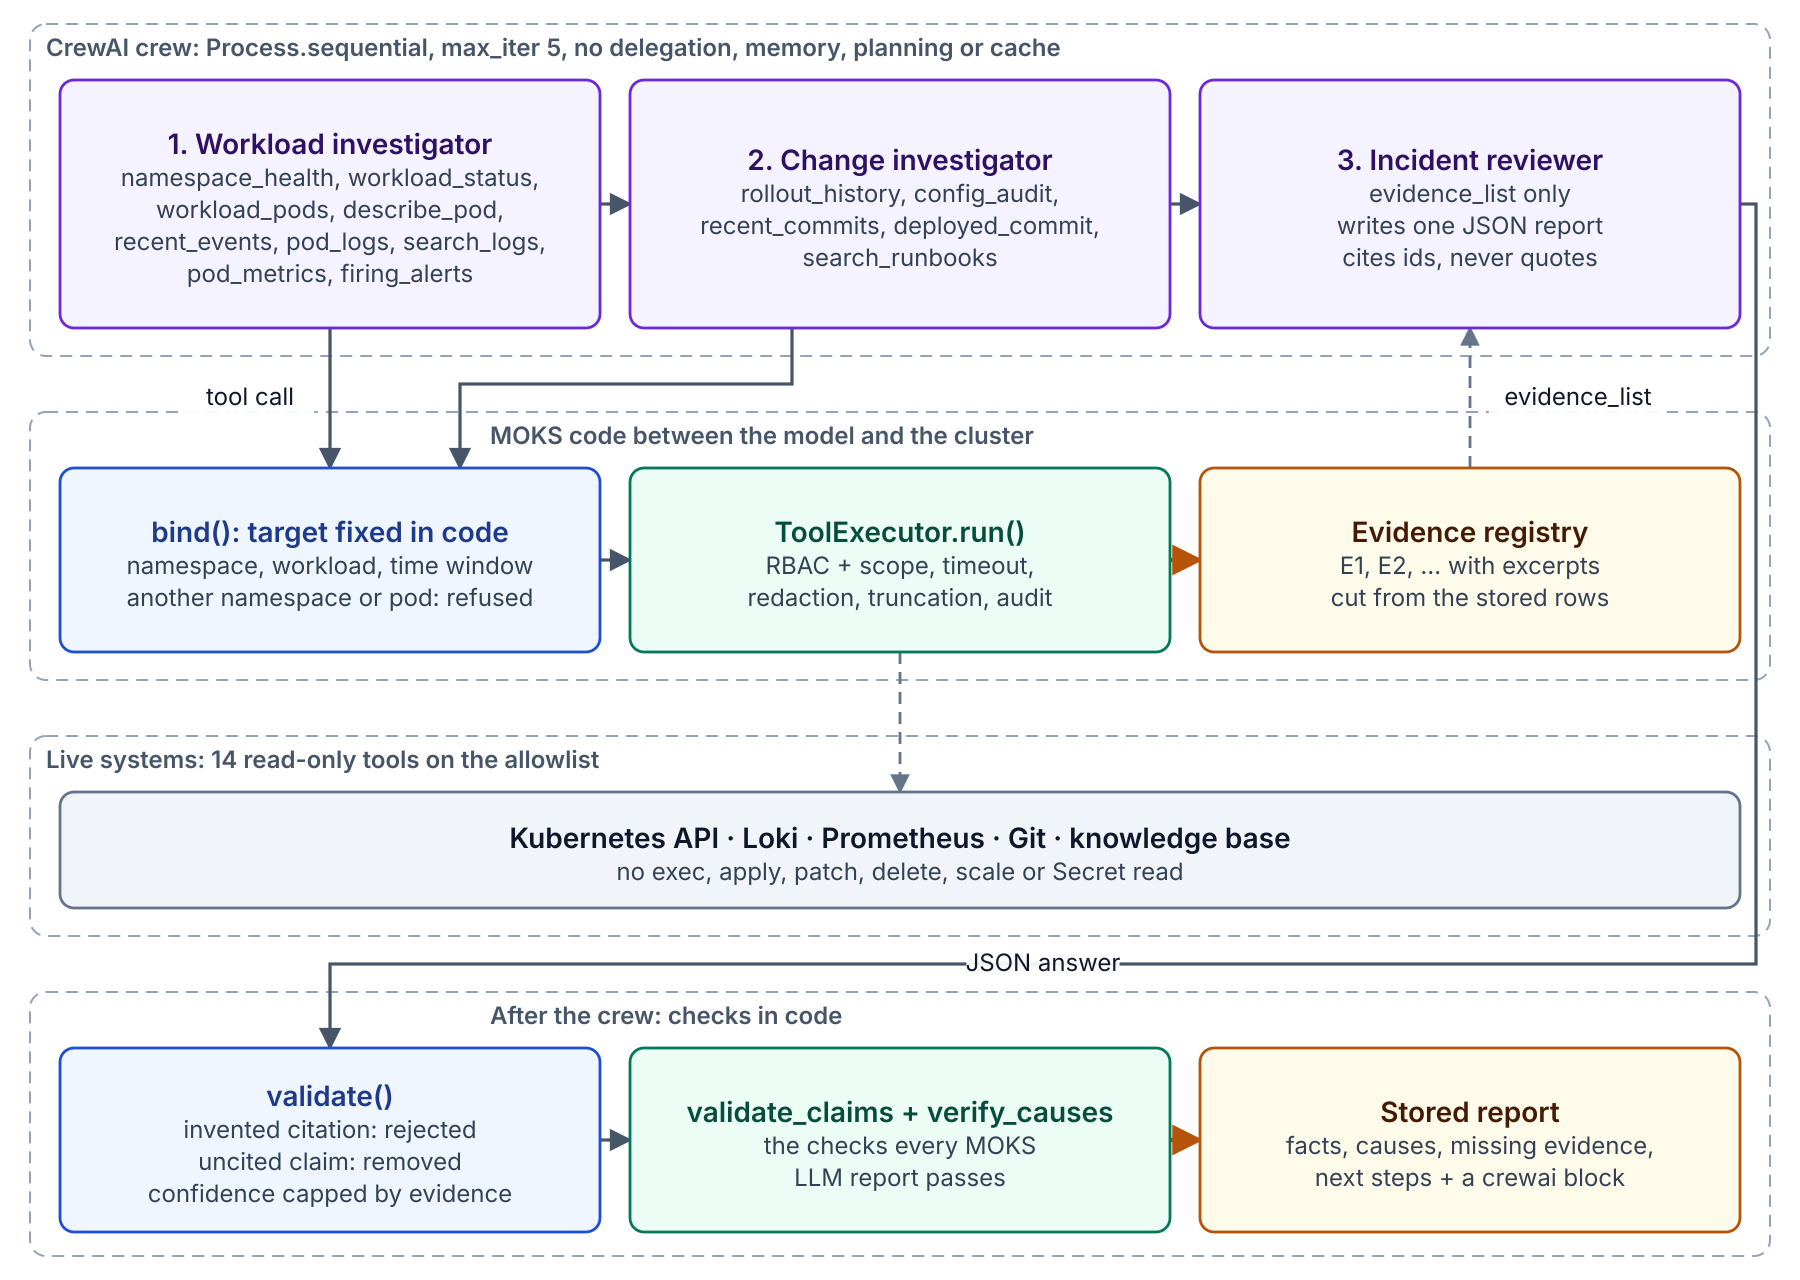 CrewAI crew: Process.sequential, max_iter 5, no delegation, memory, planning or cache
1. Workload investigator
namespace_health, workload_status,
workload_pods, describe_pod,
recent_events, pod_logs, search_logs,
pod_metrics, firing_alerts
2. Change investigator
rollout_history, config_audit,
recent_commits, deployed_commit,
search_runbooks
3. Incident reviewer
evidence_list only
writes one JSON report
cites ids, never quotes
tool call
evidence_list
MOKS code between the model and the cluster
bind(): target fixed in code
namespace, workload, time window
another namespace or pod: refused
ToolExecutor.run()
RBAC + scope, timeout,
redaction, truncation, audit
Evidence registry
E1, E2, ... with excerpts
cut from the stored rows
Live systems: 14 read-only tools on the allowlist
Kubernetes API · Loki · Prometheus · Git · knowledge base
no exec, apply, patch, delete, scale or Secret read
JSON answer
After the crew: checks in code
validate()
invented citation: rejected
uncited claim: removed
confidence capped by evidence
validate_claims + verify_causes
the checks every MOKS
LLM report passes
Stored report
facts, causes, missing evidence,
next steps + a crewai block